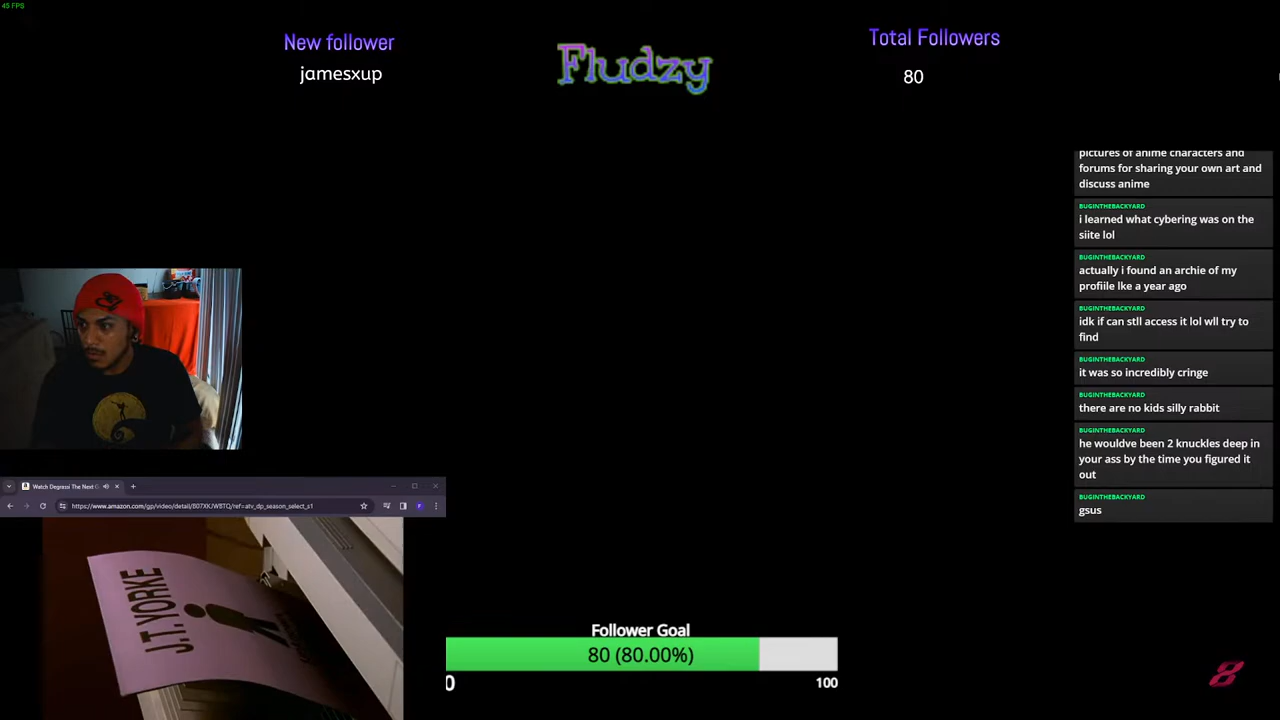 45 FPS
New follower
jamesxup
Fludzy
Total Followers
80
pictures of anime characters and
forums for sharing your own art and
discuss anime
BUGINTHEBACKYARD
i learned what cybering was on the
siite lol
BUGINTHEBACKYARD
actually i found an archie of my
profiile lke a year ago
BUGINTHEBACKYARD
idk if can stll access it lol wll try to
find
BUGINTHEBACKYARD
it was so incredibly cringe
BUGINTHEBACKYARD
there are no kids silly rabbit
BUGINTHEBACKYARD
he wouldve been 2 knuckles deep in
your ass by the time you figured it
out
BUGINTHEBACKYARD
gsus
Watch Degrassi The Next G
https://www.amazon.com/gp/video/detail/B07XKJWBTQ/ref=atv_dp_season_select_s1
J.T. YORKE
Follower Goal
80 (80.00%)
0
100